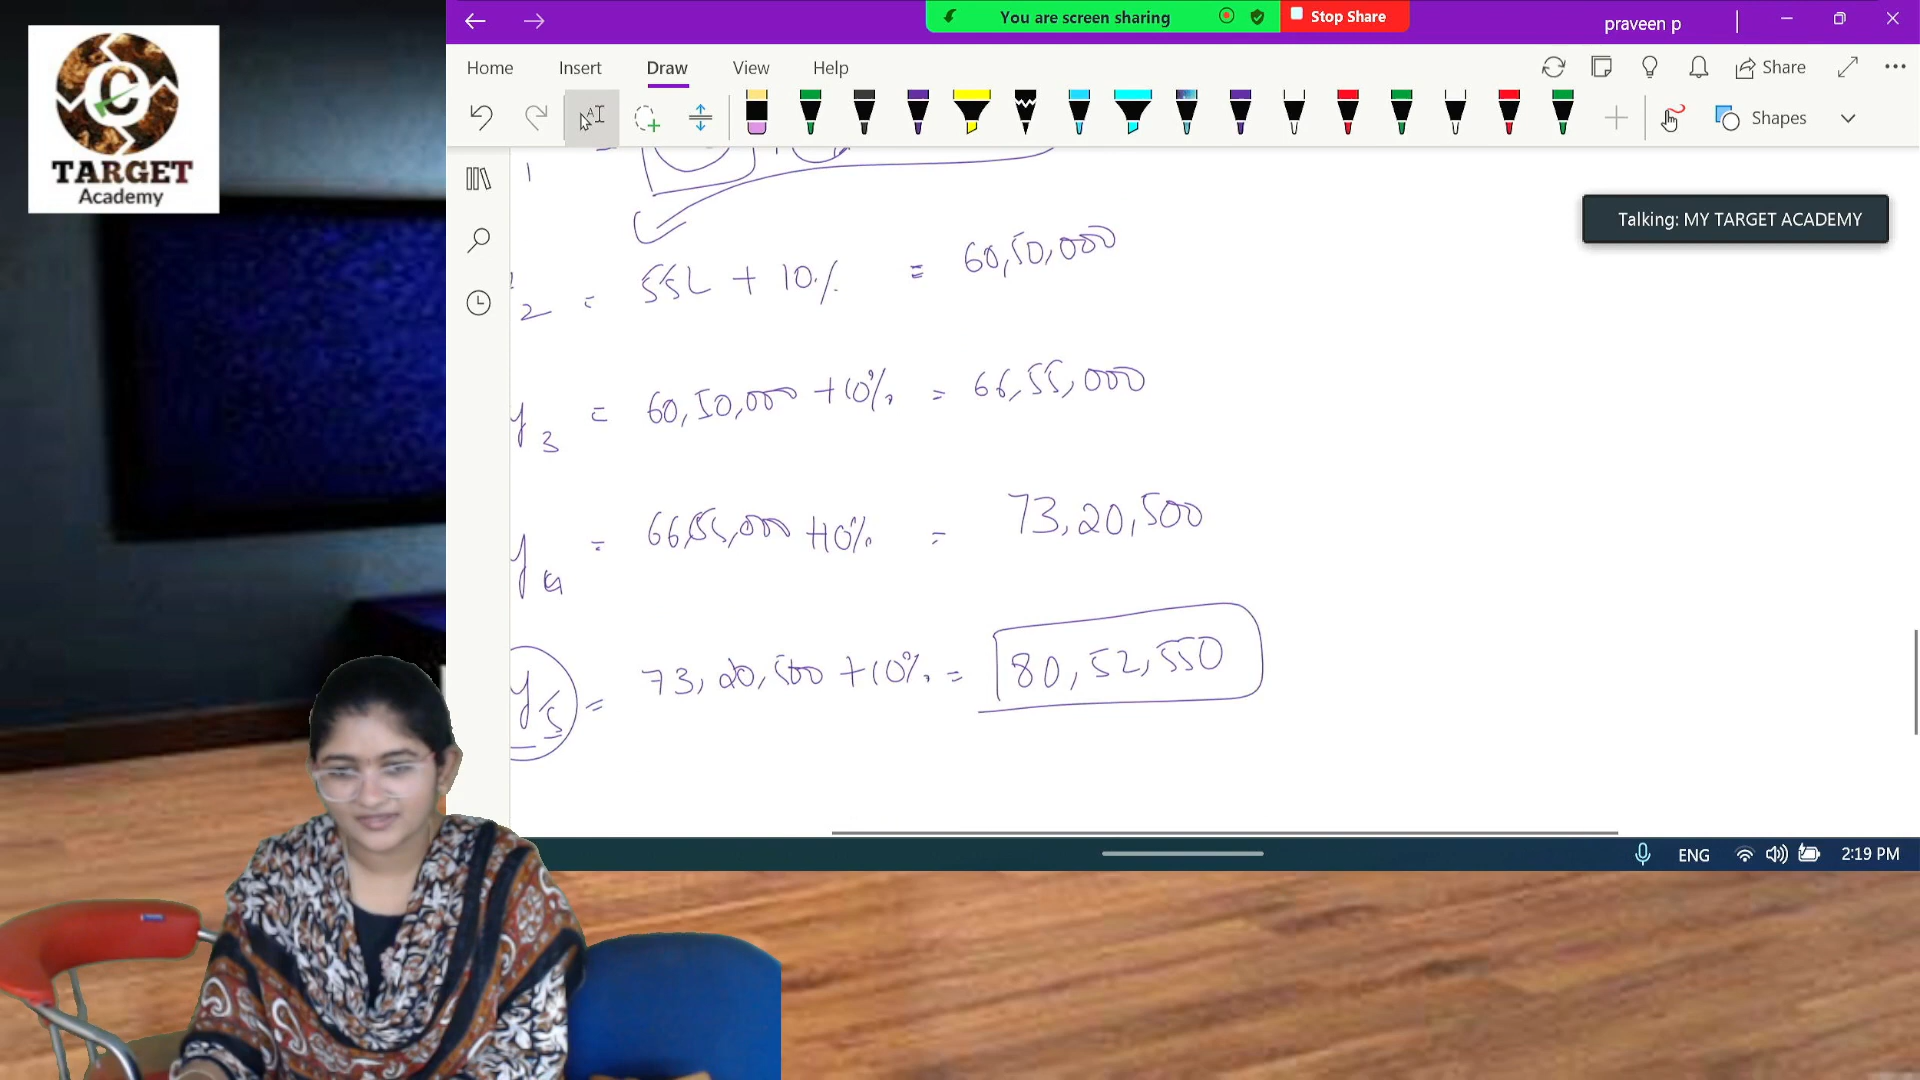 TARGET
Academy
You are screen sharing
Stop Share
praveen p
Home Insert Draw View Help
Share
Shapes
Talking: MY TARGET ACADEMY
1
2 = 55L + 10% = 60,50,000
y3 = 60,50,000 +10% = 66,55,000
y4 = 66,55,000 +10% = 73,20,500
y5 = 73,20,500 +10% = 80,52,550
ENG
2:19 PM